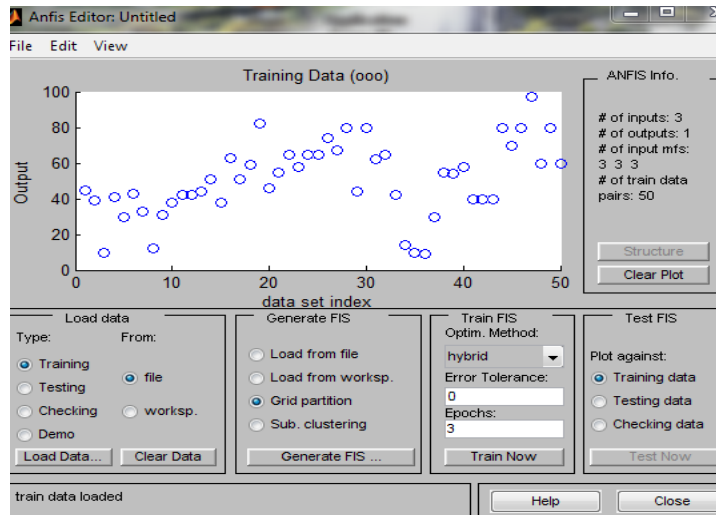 Anfis Editor: Untitled
File Edit View
Training Data (ooo)
100
80
60
40
20
0
Output
0 10 20 30 40 50
data set index
ANFIS Info.
# of inputs: 3
# of outputs: 1
# of input mfs:
3 3 3
# of train data
pairs: 50
Structure
Clear Plot
Load data
Type: From:
Training
Testing
Checking
Demo
file
worksp.
Load Data... Clear Data
Generate FIS
Load from file
Load from worksp.
Grid partition
Sub. clustering
Generate FIS ...
Train FIS
Optim. Method:
hybrid
Error Tolerance:
0
Epochs:
3
Train Now
Test FIS
Plot against:
Training data
Testing data
Checking data
Test Now
train data loaded
Help Close